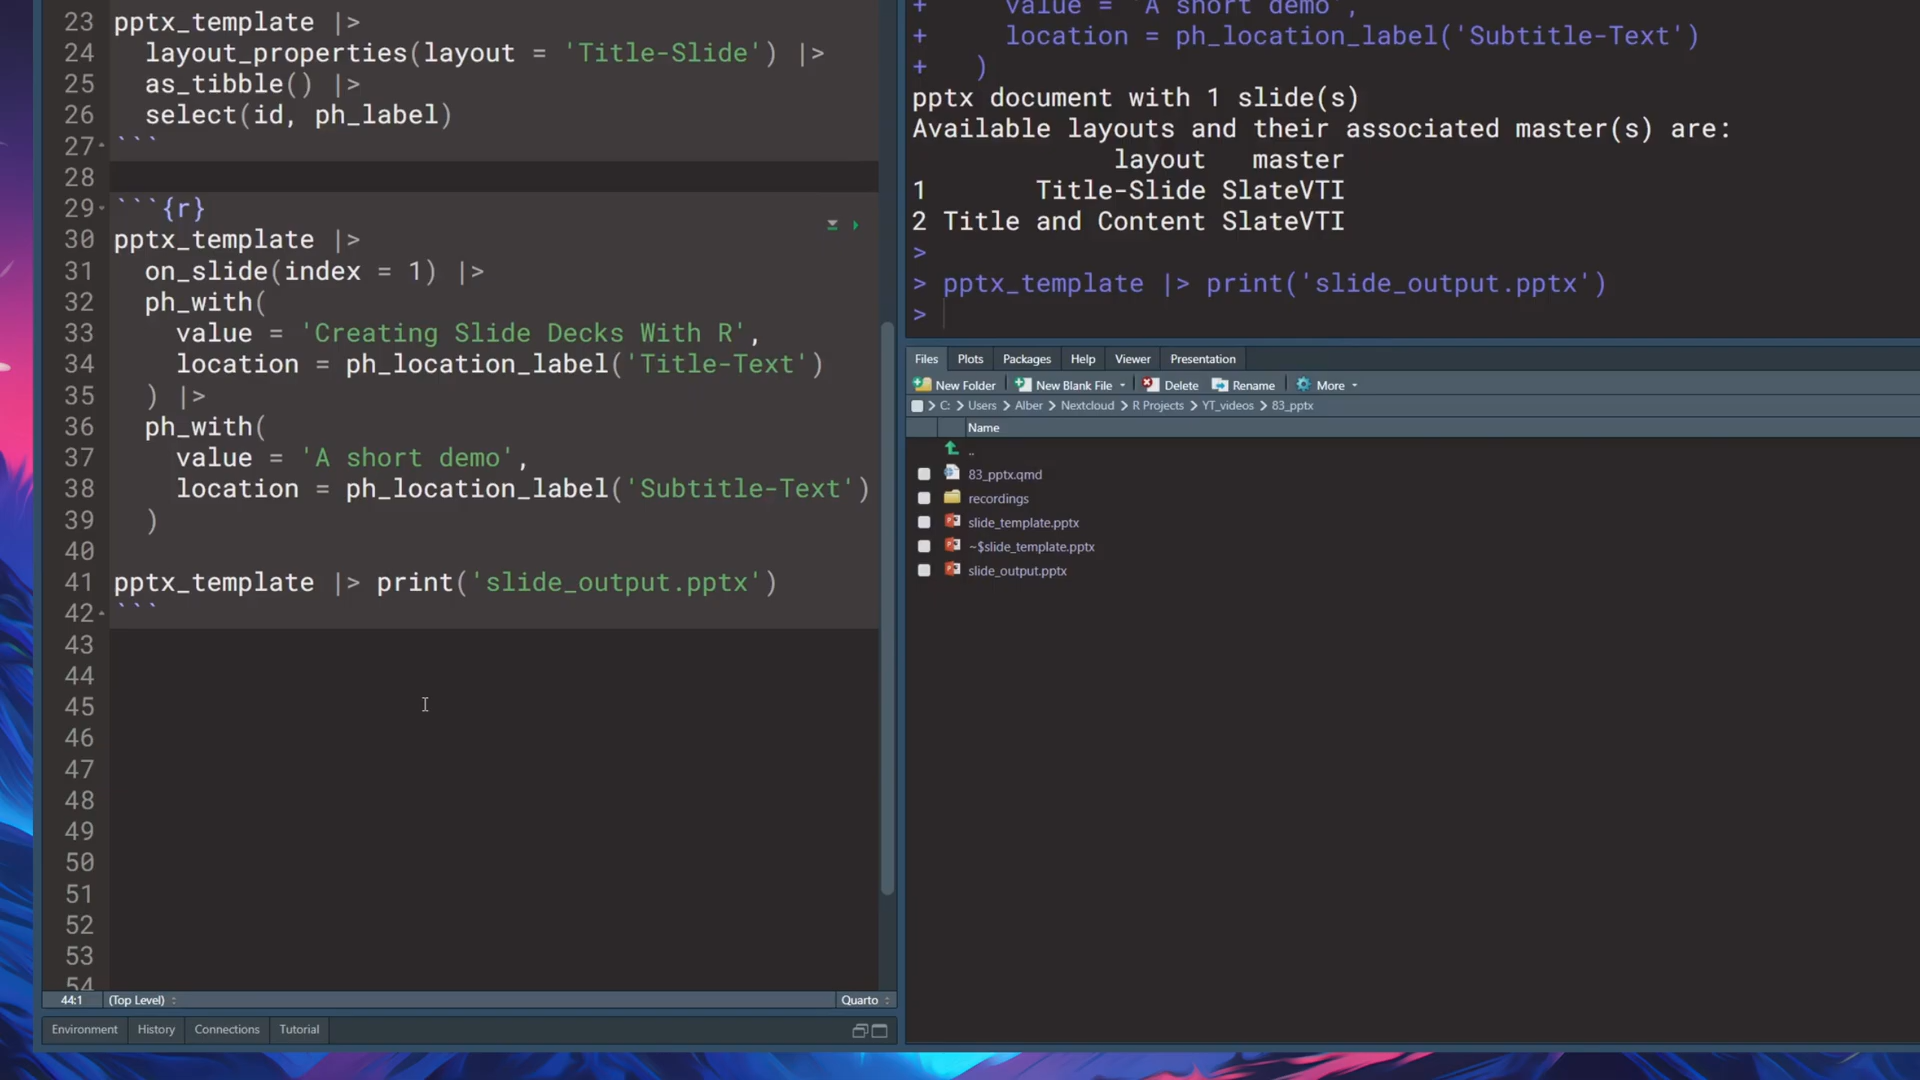 23 pptx_template |>
24   layout_properties(layout = 'Title-Slide') |>
25   as_tibble() |>
26   select(id, ph_label)
27 ```
28
29 ```{r}
30 pptx_template |>
31   on_slide(index = 1) |>
32   ph_with(
33     value = 'Creating Slide Decks With R',
34     location = ph_location_label('Title-Text')
35   ) |>
36   ph_with(
37     value = 'A short demo',
38     location = ph_location_label('Subtitle-Text')
39   )
40
41 pptx_template |> print('slide_output.pptx')
42 ```
43
44
45
46
47
48
49
50
51
52
53
54
44:1 (Top Level) Quarto
Environment History Connections Tutorial
+     value = 'A short demo',
+     location = ph_location_label('Subtitle-Text')
+   )
pptx document with 1 slide(s)
Available layouts and their associated master(s) are:
layout master
1 Title-Slide SlateVTI
2 Title and Content SlateVTI
>
> pptx_template |> print('slide_output.pptx')
>
Files Plots Packages Help Viewer Presentation
New Folder New Blank File Delete Rename More
C: > Users > Alber > Nextcloud > R Projects > YT_videos > 83_pptx
Name
..
83_pptx.qmd
recordings
slide_template.pptx
~$slide_template.pptx
slide_output.pptx